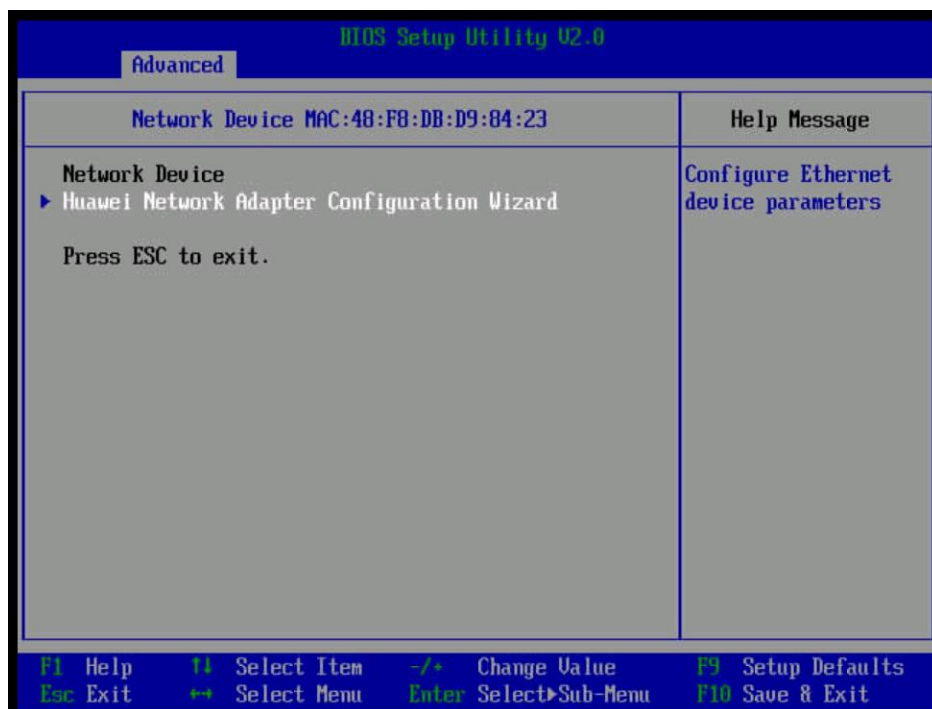 BIOS Setup Utility V2.0
Advanced
Network Device MAC:48:F8:DB:D9:84:23
Help Message
Network Device
Huawei Network Adapter Configuration Wizard
Press ESC to exit.
Configure Ethernet
device parameters
F1 Help ↑↓ Select Item -/+ Change Value F9 Setup Defaults
Esc Exit ←→ Select Menu Enter Select▶Sub-Menu F10 Save & Exit